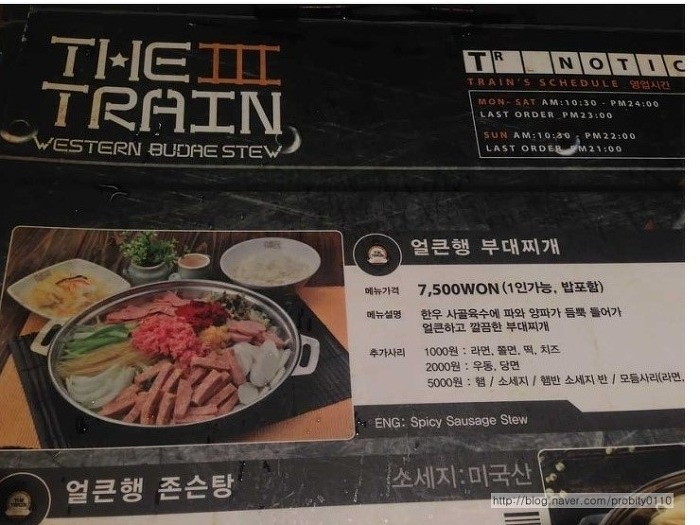 THE
TRAIN
WESTERN BUDAE STEW
TR NOTIC
TRAIN'S SCHEDULE 영업시간
MON- SAT AM:10:30 - PM24:00
LAST ORDER PM23:00
SUN AM:10:30 - PM22:00
LAST ORDER PM21:00
얼큰행 부대찌개
메뉴가격 7,500WON (1인가능, 밥포함)
메뉴설명 한우 사골육수에 파와 양파가 듬뿍 들어가
얼큰하고 깔끔한 부대찌개
추가사리 1000원 : 라면, 쫄면, 떡, 치즈
2000원 : 우동, 당면
5000원 : 햄 / 소세지 / 햄반 소세지 반 / 모듬사리(라면,
ENG: Spicy Sausage Stew
얼큰행 존슨탕
소세지:미국산
http://blog.naver.com/probity0110